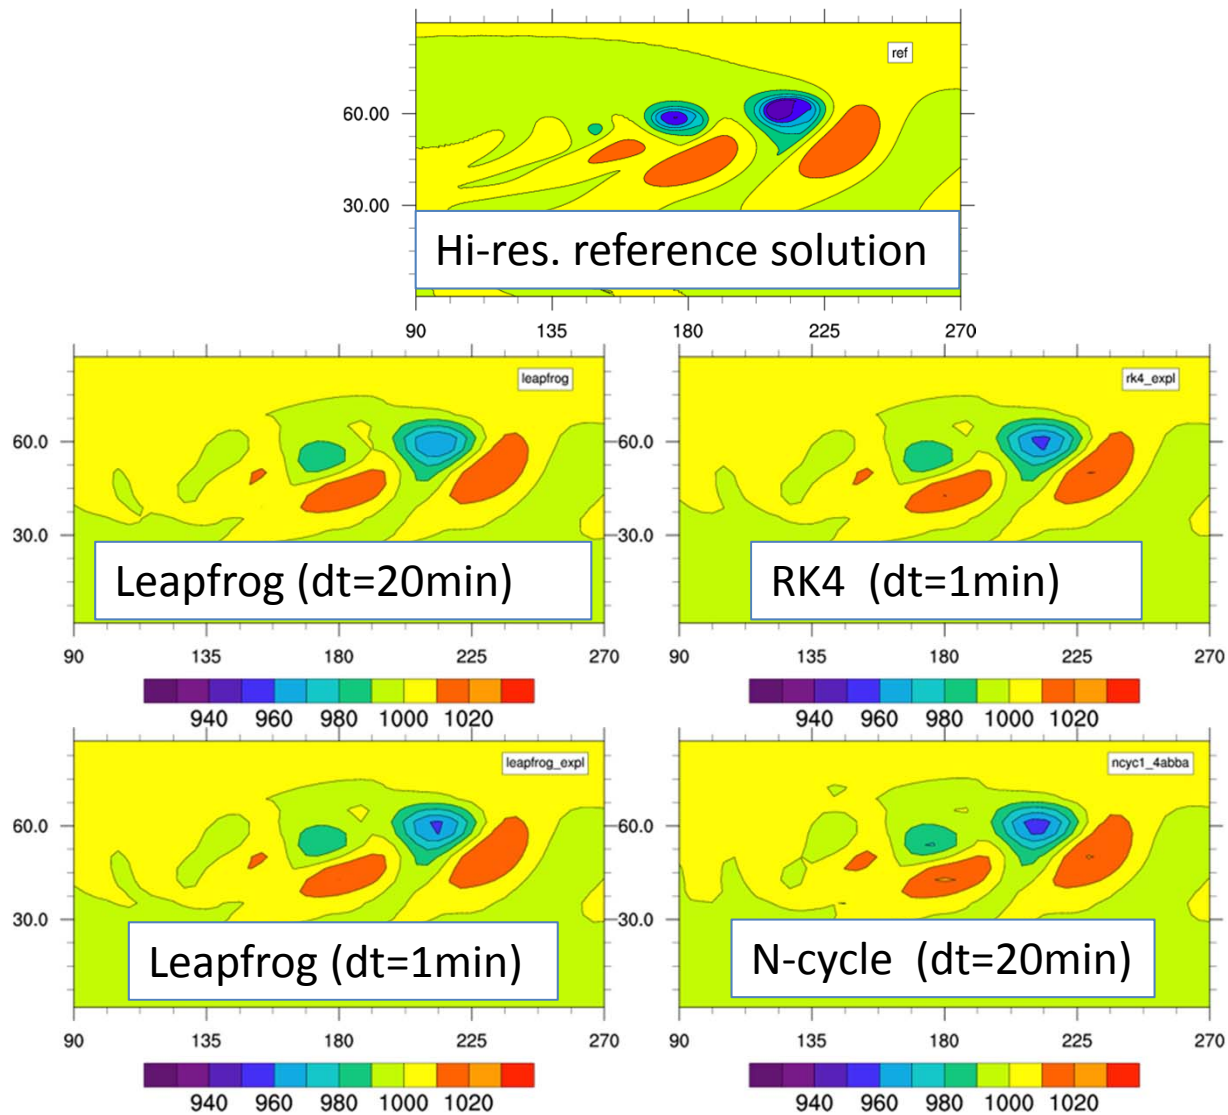 ref
60.00
30.00
Hi-res. reference solution
90 135 180 225 270
leapfrog
rk4_expl
60.0 60.0
30.0 30.0
Leapfrog (dt=20min)
RK4 (dt=1min)
90 135 180 225 270
90 135 180 225 270
940 960 980 1000 1020
940 960 980 1000 1020
leapfrog_expl
ncyc1_4abba
60.0 60.0
30.0 30.0
Leapfrog (dt=1min)
N-cycle (dt=20min)
90 135 180 225 270
90 135 180 225 270
940 960 980 1000 1020
940 960 980 1000 1020